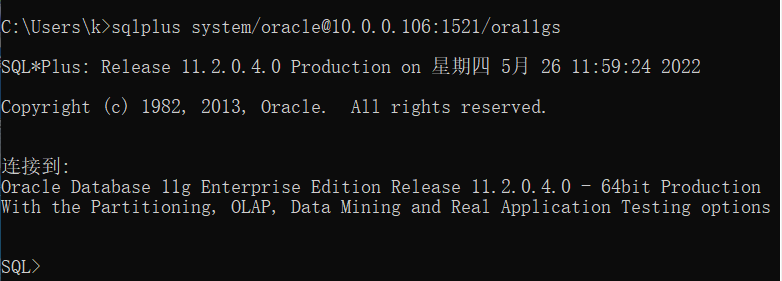 C:\Users\k>sqlplus system/oracle@10.0.0.106:1521/ora11gs
SQL*Plus: Release 11.2.0.4.0 Production on 星期四 5月 26 11:59:24 2022
Copyright (c) 1982, 2013, Oracle.  All rights reserved.
连接到:
Oracle Database 11g Enterprise Edition Release 11.2.0.4.0 - 64bit Production
With the Partitioning, OLAP, Data Mining and Real Application Testing options
SQL>